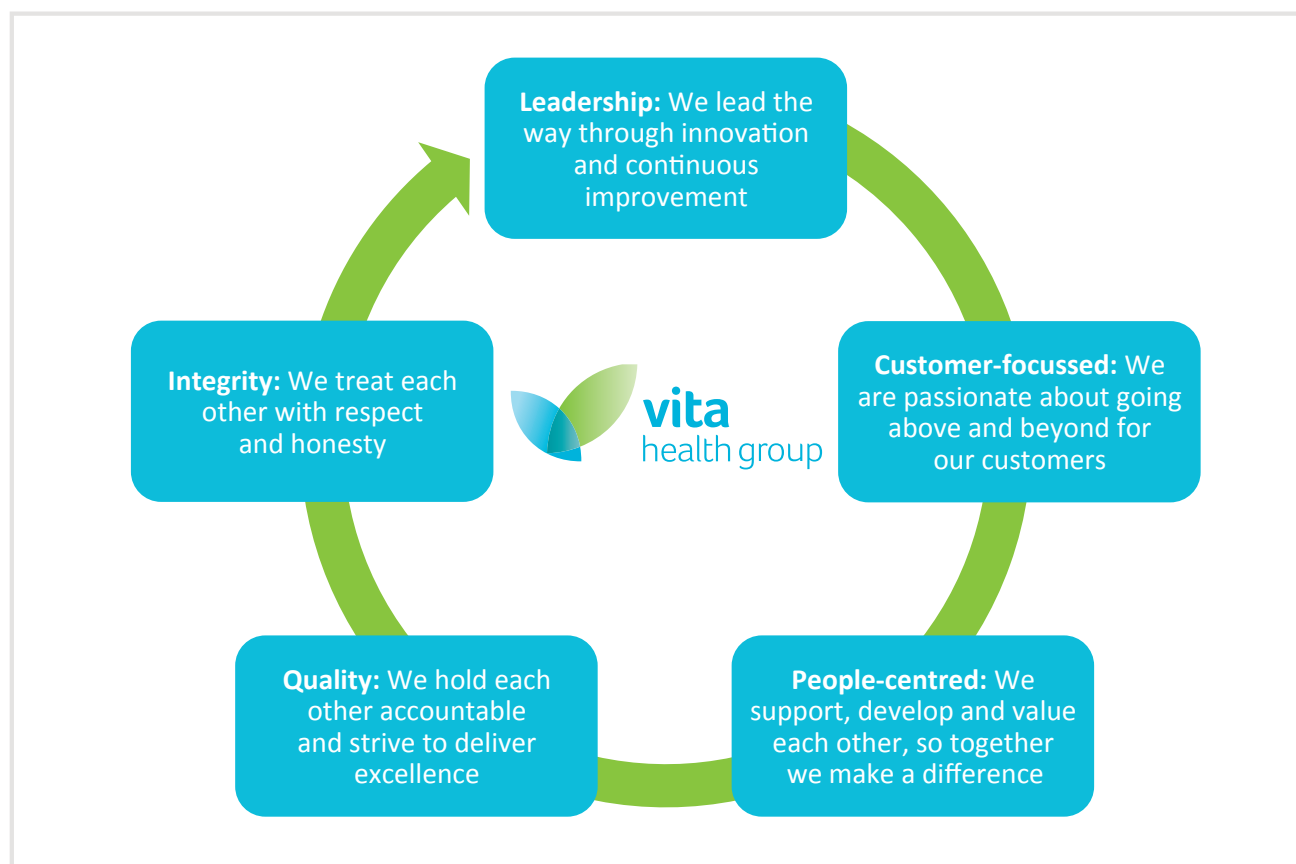 Leadership: We lead the
way through innovation
and continuous
improvement
Customer-focussed: We
are passionate about going
above and beyond for
our customers
People-centred: We
support, develop and value
each other, so together
we make a difference
Quality: We hold each
other accountable
and strive to deliver
excellence
Integrity: We treat each
other with respect
and honesty
vita
health group